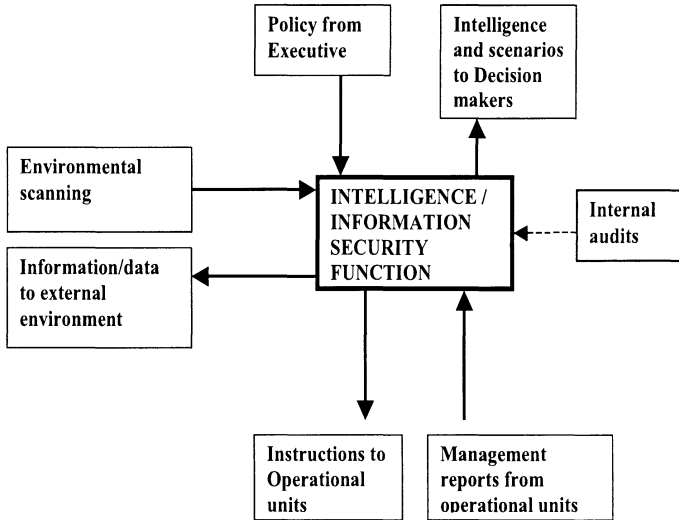 Policy from
Executive
Intelligence
and scenarios
to Decision
makers
Environmental
scanning
INTELLIGENCE /
INFORMATION
SECURITY
FUNCTION
Internal
audits
Information/data
to external
environment
Instructions to
Operational
units
Management
reports from
operational units